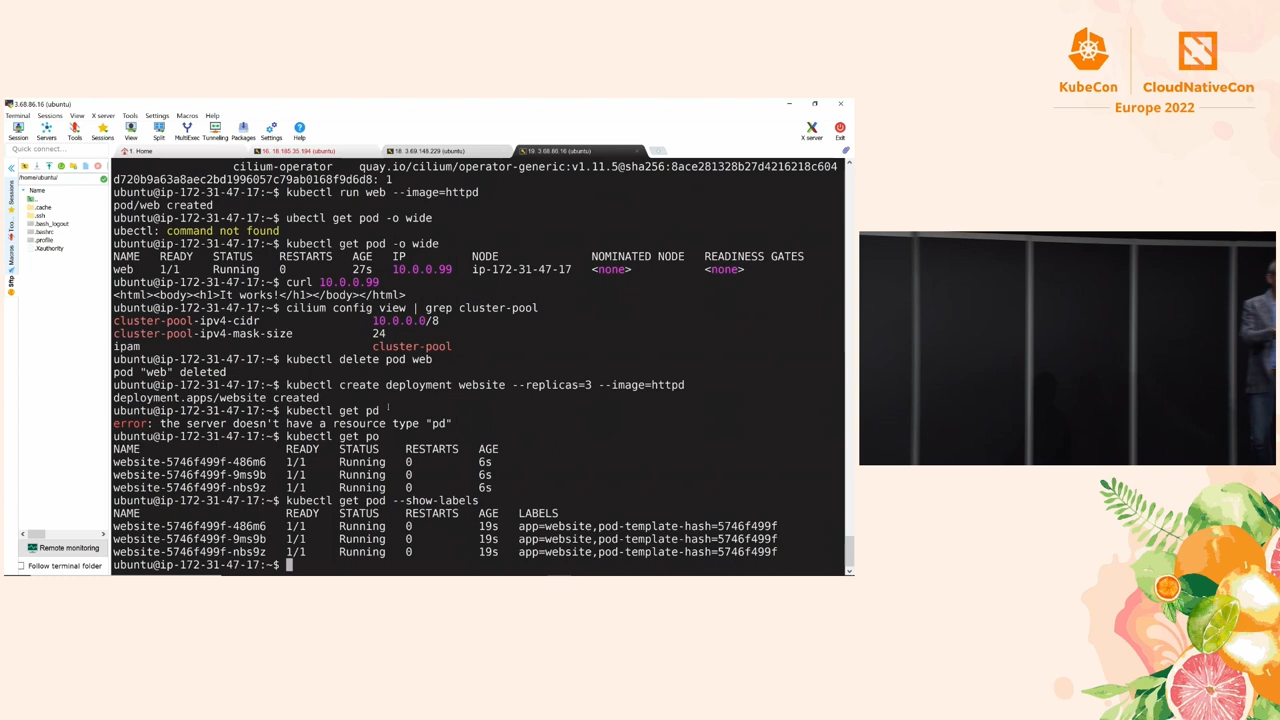 KubeCon
CloudNativeCon
Europe 2022
3.68.86.16 (ubuntu)
Terminal Sessions View X server Tools Settings Macros Help
Session Servers Tools Sessions View Split MultiExec Tunneling Packages Settings Help X server Exit
Quick connect...
1. Home
16. 18.185.35.194 (ubuntu)
18. 3.69.148.229 (ubuntu)
19. 3.68.86.16 (ubuntu)
/home/ubuntu/
Name
..
.cache
.ssh
.bash_logout
.bashrc
.profile
.Xauthority
Sessions
Tools
Macros
Sftp
Remote monitoring
Follow terminal folder
cilium-operator quay.io/cilium/operator-generic:v1.11.5@sha256:8ace281328b27d4216218c604
d720b9a63a8aec2bd1996057c79ab0168f9d6d8: 1
ubuntu@ip-172-31-47-17:~$ kubectl run web --image=httpd
pod/web created
ubuntu@ip-172-31-47-17:~$ ubectl get pod -o wide
ubectl: command not found
ubuntu@ip-172-31-47-17:~$ kubectl get pod -o wide
NAME READY STATUS RESTARTS AGE IP NODE NOMINATED NODE READINESS GATES
web 1/1 Running 0 27s 10.0.0.99 ip-172-31-47-17 <none> <none>
ubuntu@ip-172-31-47-17:~$ curl 10.0.0.99
<html><body><h1>It works!</h1></body></html>
ubuntu@ip-172-31-47-17:~$ cilium config view | grep cluster-pool
cluster-pool-ipv4-cidr 10.0.0.0/8
cluster-pool-ipv4-mask-size 24
ipam cluster-pool
ubuntu@ip-172-31-47-17:~$ kubectl delete pod web
pod "web" deleted
ubuntu@ip-172-31-47-17:~$ kubectl create deployment website --replicas=3 --image=httpd
deployment.apps/website created
ubuntu@ip-172-31-47-17:~$ kubectl get pd
error: the server doesn't have a resource type "pd"
ubuntu@ip-172-31-47-17:~$ kubectl get po
NAME READY STATUS RESTARTS AGE
website-5746f499f-486m6 1/1 Running 0 6s
website-5746f499f-9ms9b 1/1 Running 0 6s
website-5746f499f-nbs9z 1/1 Running 0 6s
ubuntu@ip-172-31-47-17:~$ kubectl get pod --show-labels
NAME READY STATUS RESTARTS AGE LABELS
website-5746f499f-486m6 1/1 Running 0 19s app=website,pod-template-hash=5746f499f
website-5746f499f-9ms9b 1/1 Running 0 19s app=website,pod-template-hash=5746f499f
website-5746f499f-nbs9z 1/1 Running 0 19s app=website,pod-template-hash=5746f499f
ubuntu@ip-172-31-47-17:~$